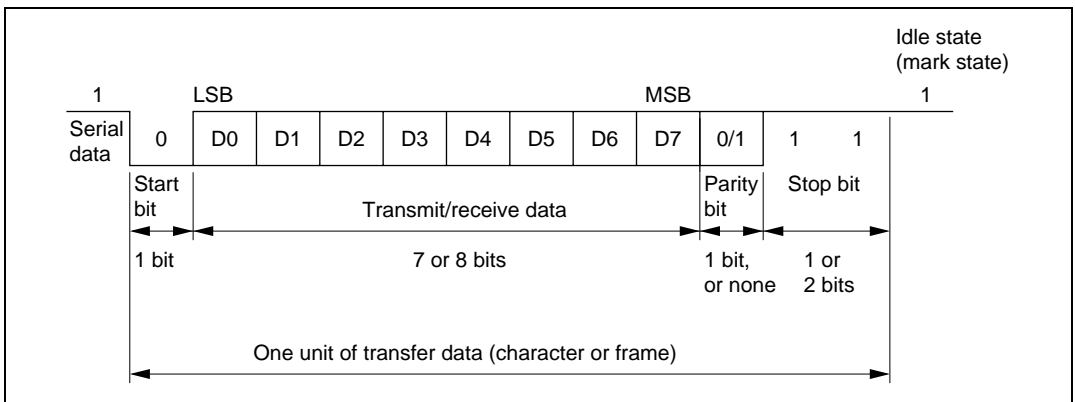 Idle state
(mark state)
1 LSB MSB 1
Serial
data
0 D0 D1 D2 D3 D4 D5 D6 D7 0/1 1 1
Start
bit
Transmit/receive data
Parity
bit
Stop bit
1 bit
7 or 8 bits
1 bit,
or none
1 or
2 bits
One unit of transfer data (character or frame)